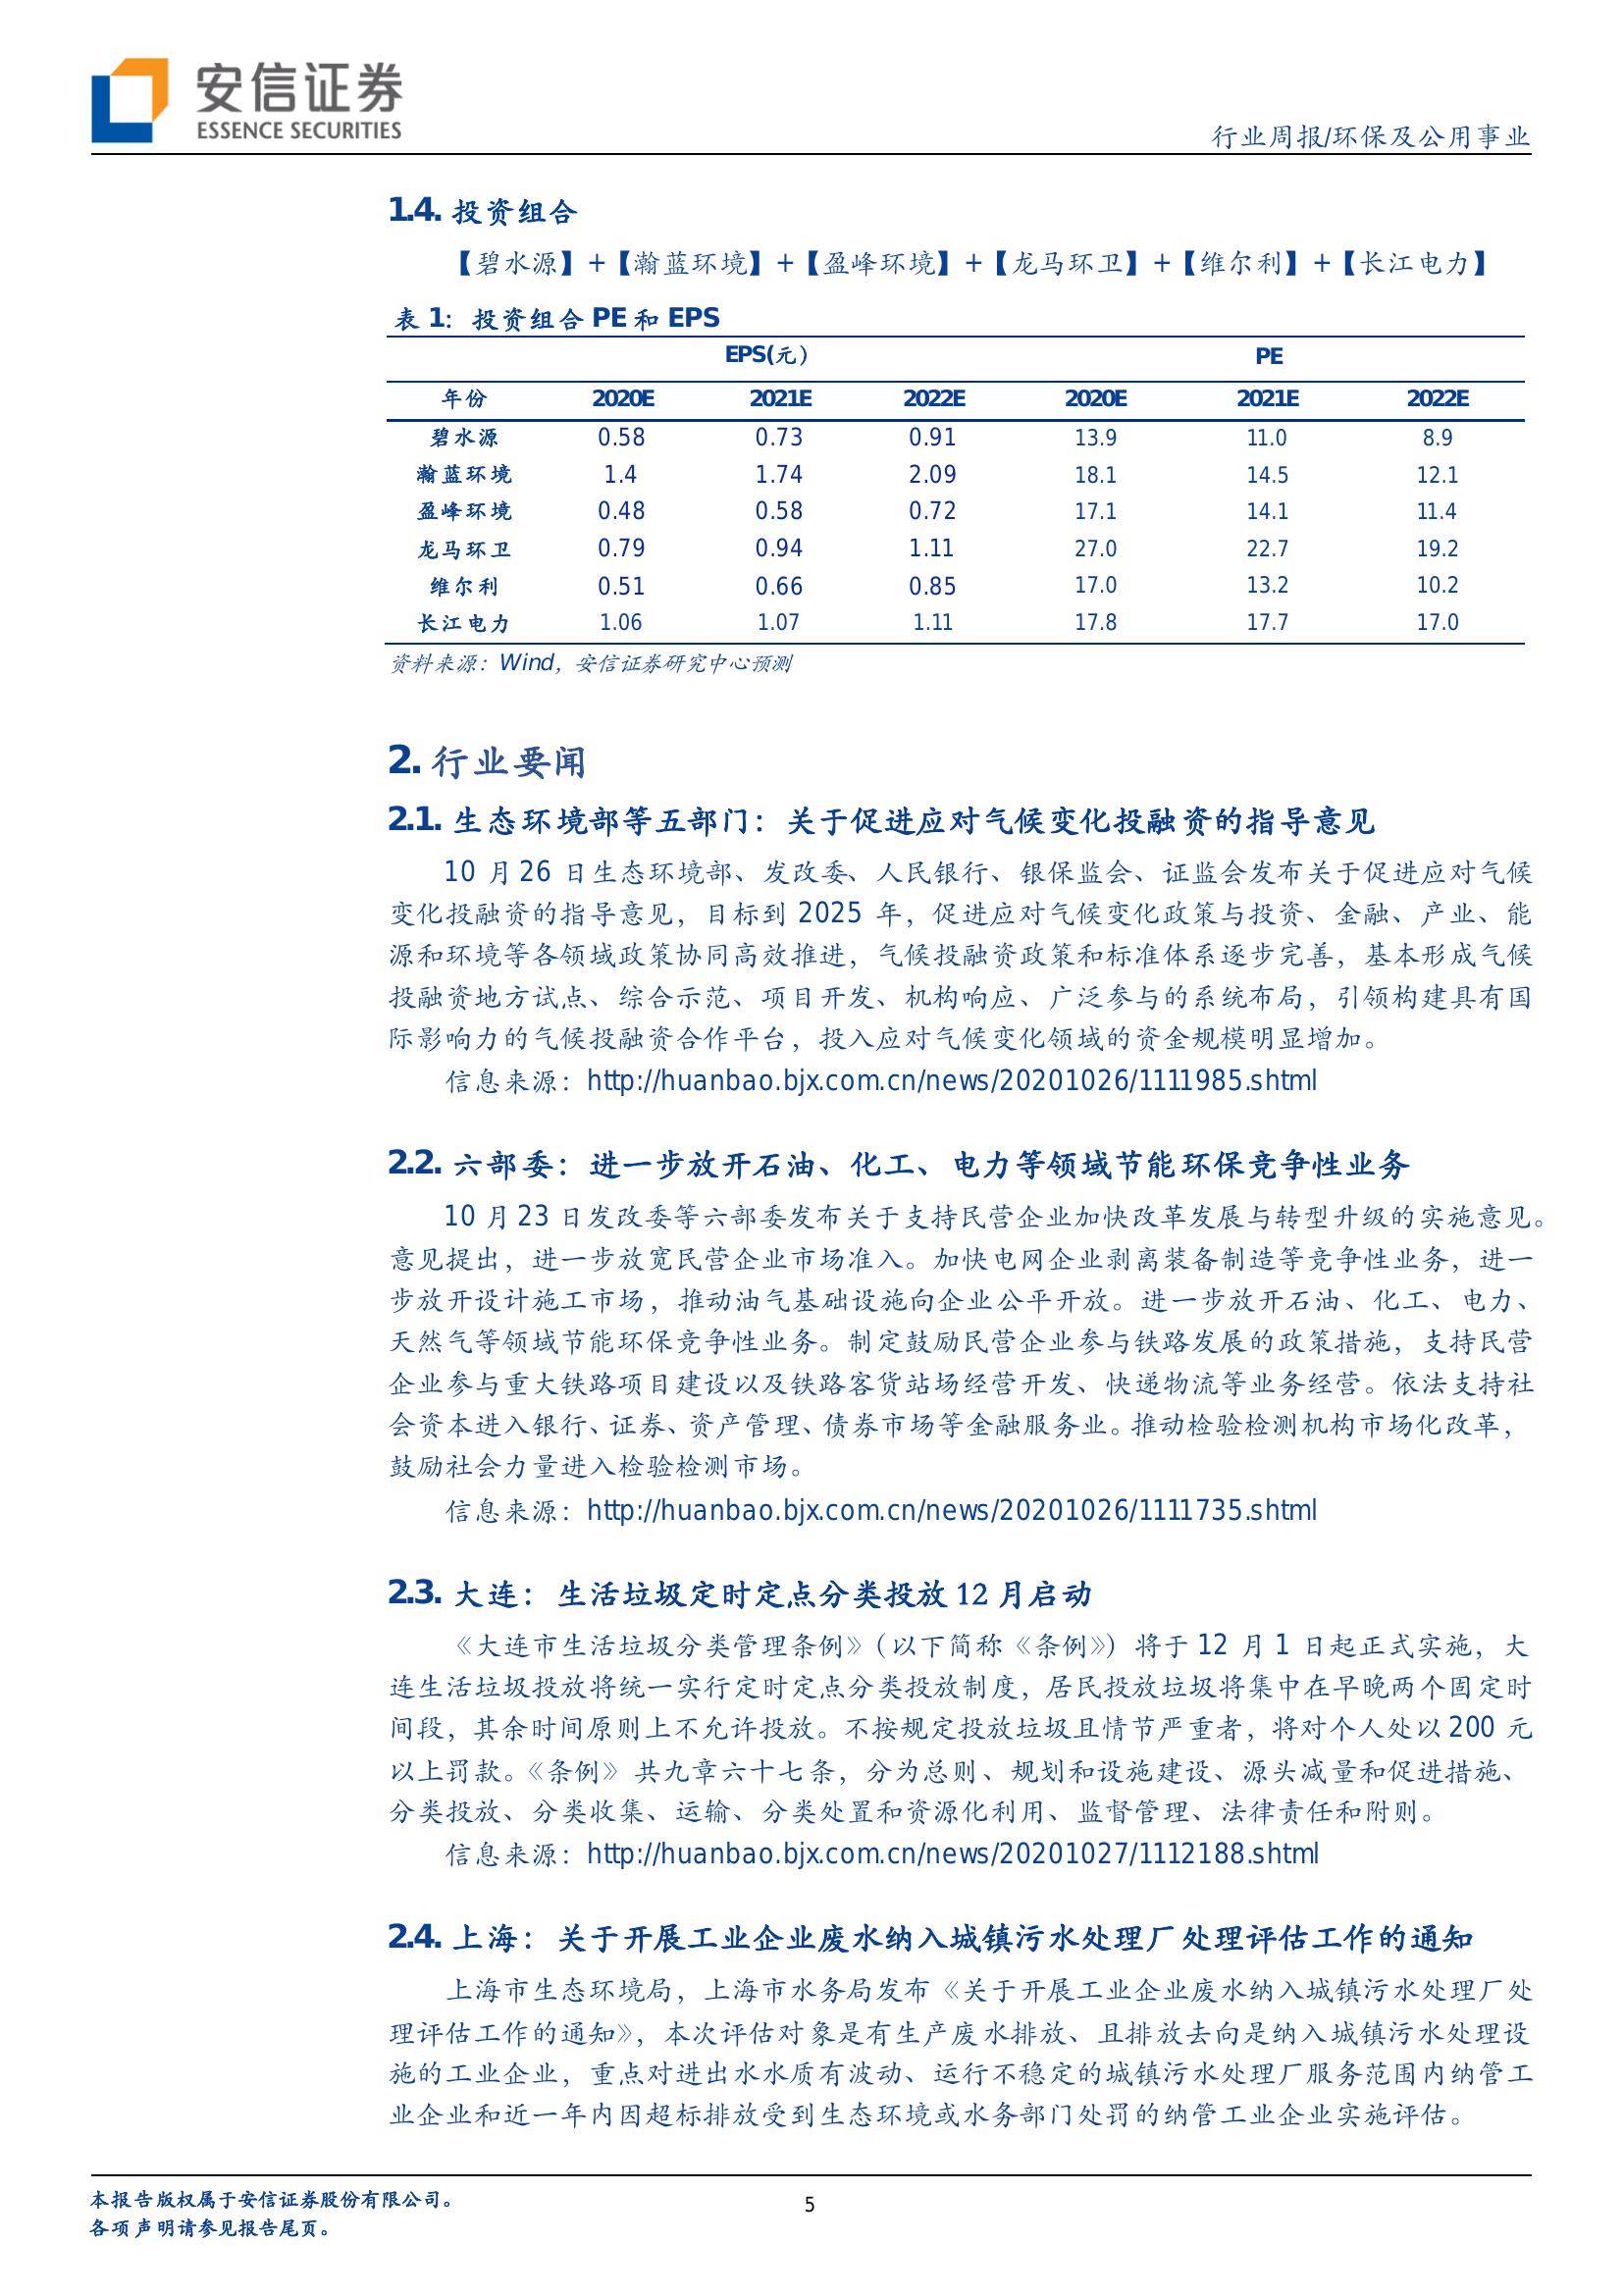 安信证券
ESSENCE SECURITIES
行业周报/环保及公用事业
1.4. 投资组合
【碧水源】+【瀚蓝环境】+【盈峰环境】+【龙马环卫】+【维尔利】+【长江电力】
表 1: 投资组合 PE 和 EPS
EPS(元) PE
年份 2020E 2021E 2022E 2020E 2021E 2022E
碧水源 0.58 0.73 0.91 13.9 11.0 8.9
瀚蓝环境 1.4 1.74 2.09 18.1 14.5 12.1
盈峰环境 0.48 0.58 0.72 17.1 14.1 11.4
龙马环卫 0.79 0.94 1.11 27.0 22.7 19.2
维尔利 0.51 0.66 0.85 17.0 13.2 10.2
长江电力 1.06 1.07 1.11 17.8 17.7 17.0
资料来源：Wind，安信证券研究中心预测
2. 行业要闻
2.1. 生态环境部等五部门：关于促进应对气候变化投融资的指导意见
10 月 26 日生态环境部、发改委、人民银行、银保监会、证监会发布关于促进应对气候
变化投融资的指导意见，目标到 2025 年，促进应对气候变化政策与投资、金融、产业、能
源和环境等各领域政策协同高效推进，气候投融资政策和标准体系逐步完善，基本形成气候
投融资地方试点、综合示范、项目开发、机构响应、广泛参与的系统布局，引领构建具有国
际影响力的气候投融资合作平台，投入应对气候变化领域的资金规模明显增加。
信息来源：http://huanbao.bjx.com.cn/news/20201026/1111985.shtml
2.2. 六部委：进一步放开石油、化工、电力等领域节能环保竞争性业务
10 月 23 日发改委等六部委发布关于支持民营企业加快改革发展与转型升级的实施意见。
意见提出，进一步放宽民营企业市场准入。加快电网企业剥离装备制造等竞争性业务，进一
步放开设计施工市场，推动油气基础设施向企业公平开放。进一步放开石油、化工、电力、
天然气等领域节能环保竞争性业务。制定鼓励民营企业参与铁路发展的政策措施，支持民营
企业参与重大铁路项目建设以及铁路客货站场经营开发、快递物流等业务经营。依法支持社
会资本进入银行、证券、资产管理、债券市场等金融服务业。推动检验检测机构市场化改革，
鼓励社会力量进入检验检测市场。
信息来源：http://huanbao.bjx.com.cn/news/20201026/1111735.shtml
2.3. 大连：生活垃圾定时定点分类投放 12 月启动
《大连市生活垃圾分类管理条例》（以下简称《条例》）将于 12 月 1 日起正式实施，大
连生活垃圾投放将统一实行定时定点分类投放制度，居民投放垃圾将集中在早晚两个固定时
间段，其余时间原则上不允许投放。不按规定投放垃圾且情节严重者，将对个人处以 200 元
以上罚款。《条例》共九章六十七条，分为总则、规划和设施建设、源头减量和促进措施、
分类投放、分类收集、运输、分类处置和资源化利用、监督管理、法律责任和附则。
信息来源：http://huanbao.bjx.com.cn/news/20201027/1112188.shtml
2.4. 上海：关于开展工业企业废水纳入城镇污水处理厂处理评估工作的通知
上海市生态环境局，上海市水务局发布《关于开展工业企业废水纳入城镇污水处理厂处
理评估工作的通知》，本次评估对象是有生产废水排放、且排放去向是纳入城镇污水处理设
施的工业企业，重点对进出水水质有波动、运行不稳定的城镇污水处理厂服务范围内纳管工
业企业和近一年内因超标排放受到生态环境或水务部门处罚的纳管工业企业实施评估。
本报告版权属于安信证券股份有限公司。
5
各项声明请参见报告尾页。